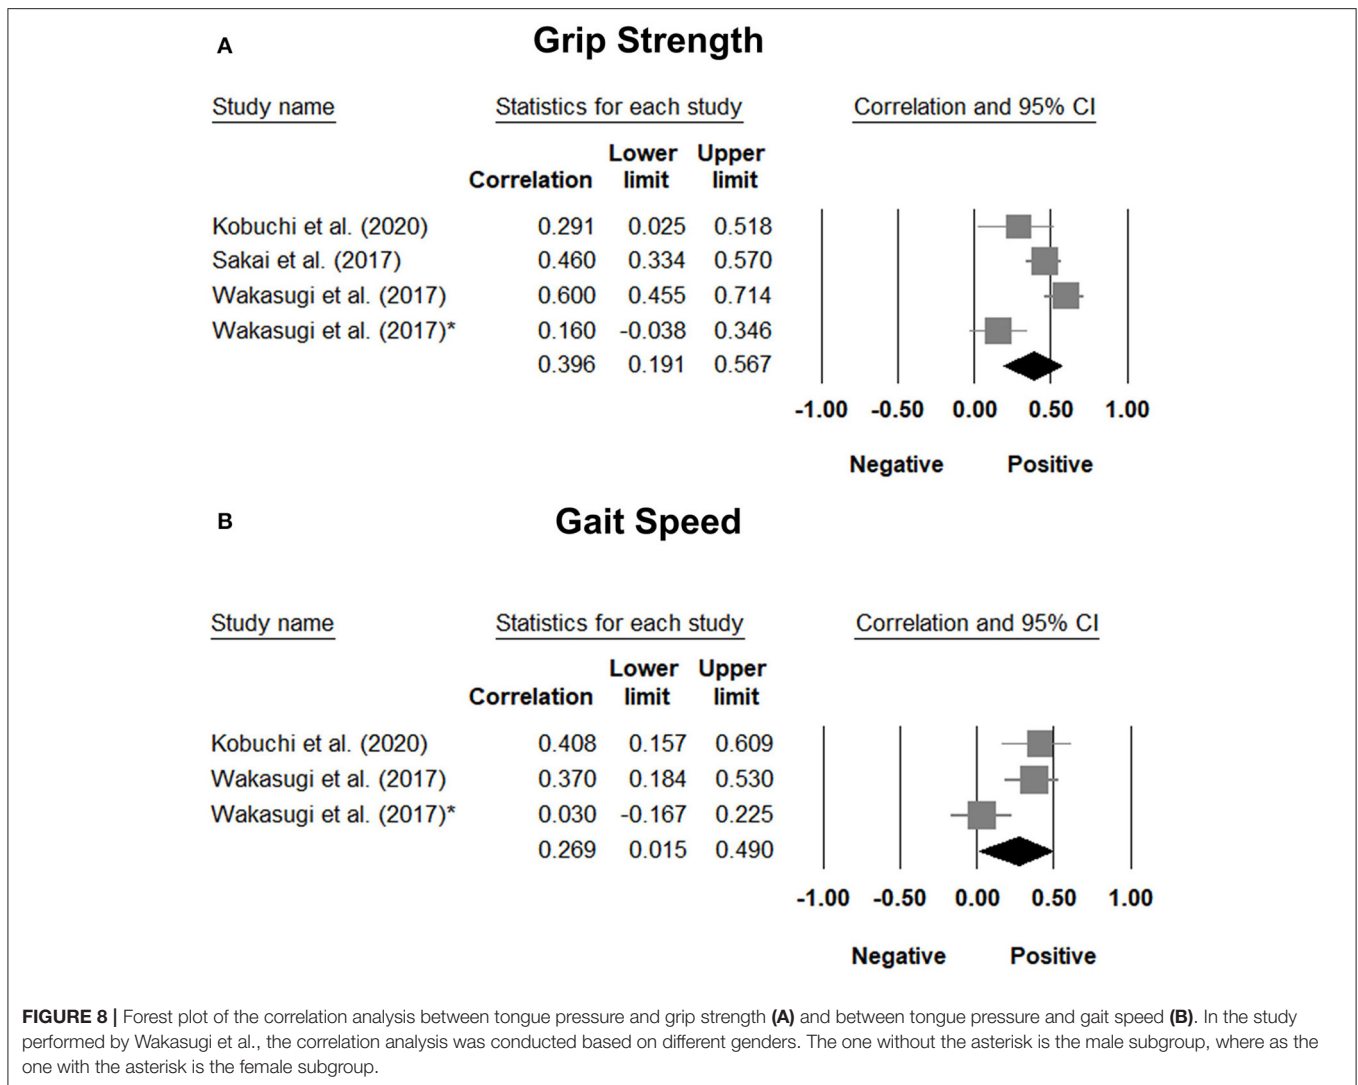 A
Grip Strength
Study name Statistics for each study Correlation and 95% CI
Lower Upper
Correlation limit limit
Kobuchi et al. (2020) 0.291 0.025 0.518
Sakai et al. (2017) 0.460 0.334 0.570
Wakasugi et al. (2017) 0.600 0.455 0.714
Wakasugi et al. (2017)* 0.160 -0.038 0.346
0.396 0.191 0.567
-1.00 -0.50 0.00 0.50 1.00
Negative Positive
B
Gait Speed
Study name Statistics for each study Correlation and 95% CI
Lower Upper
Correlation limit limit
Kobuchi et al. (2020) 0.408 0.157 0.609
Wakasugi et al. (2017) 0.370 0.184 0.530
Wakasugi et al. (2017)* 0.030 -0.167 0.225
0.269 0.015 0.490
-1.00 -0.50 0.00 0.50 1.00
Negative Positive
FIGURE 8 | Forest plot of the correlation analysis between tongue pressure and grip strength (A) and between tongue pressure and gait speed (B). In the study
performed by Wakasugi et al., the correlation analysis was conducted based on different genders. The one without the asterisk is the male subgroup, where as the
one with the asterisk is the female subgroup.